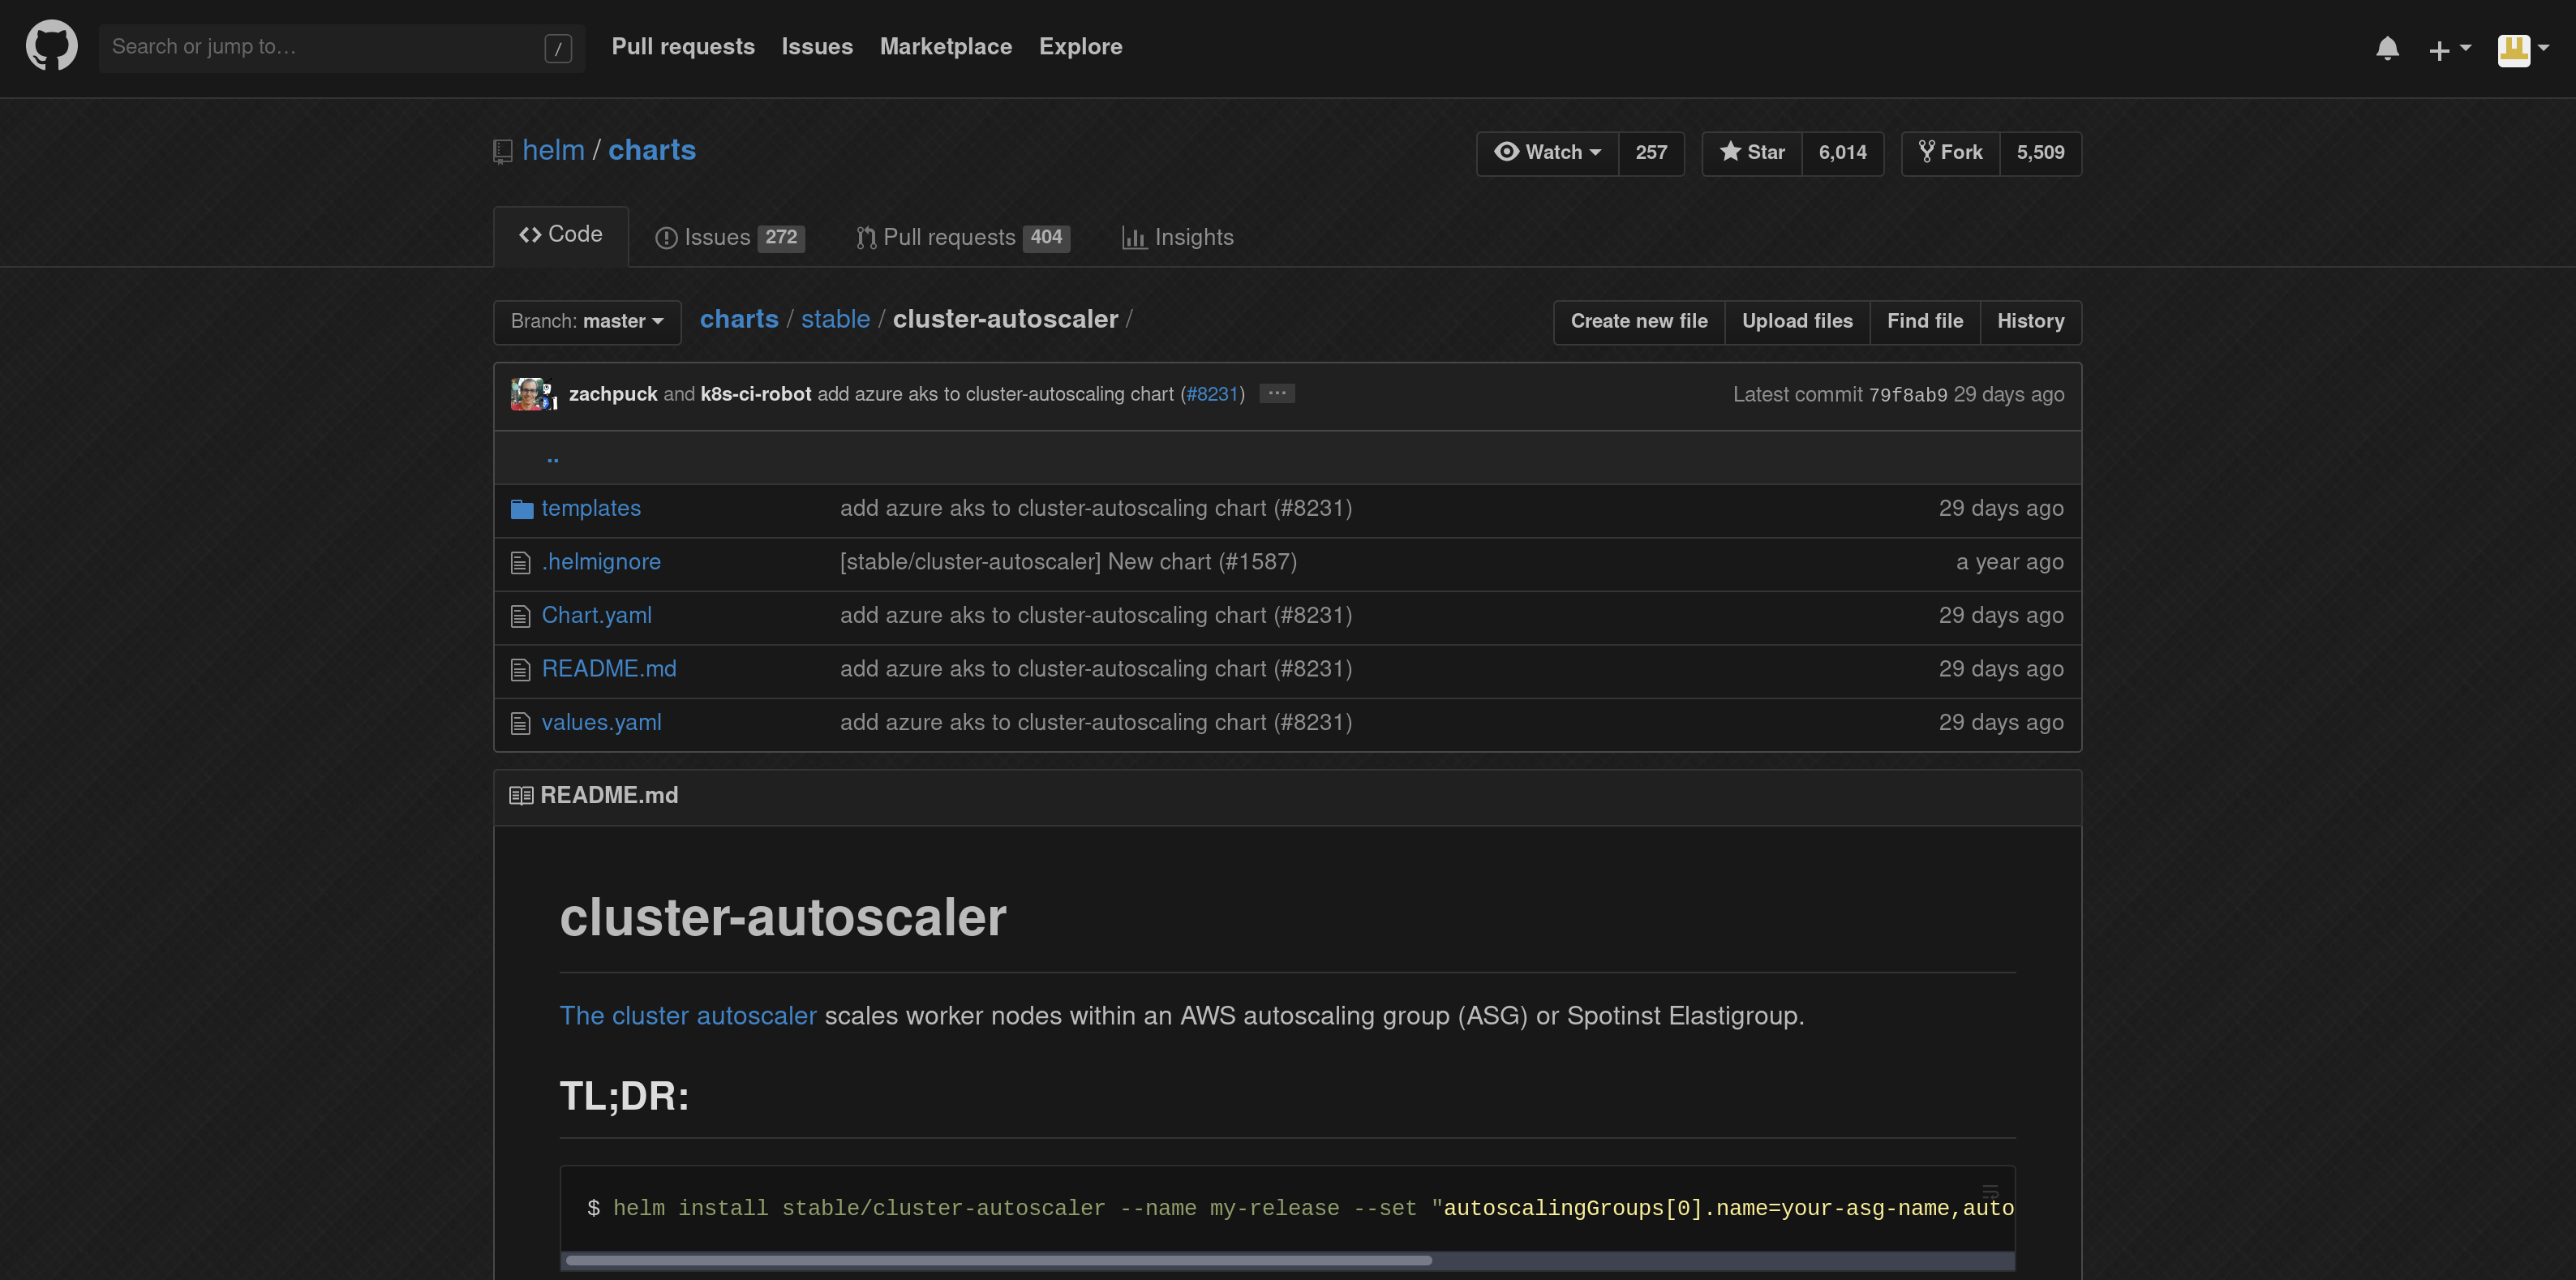 Search or jump to… /
Pull requests Issues Marketplace Explore
helm / charts
Watch 257 Star 6,014 Fork 5,509
Code Issues 272 Pull requests 404 Insights
Branch: master charts / stable / cluster-autoscaler /
Create new file Upload files Find file History
zachpuck and k8s-ci-robot add azure aks to cluster-autoscaling chart (#8231) ... Latest commit 79f8ab9 29 days ago
..
templates add azure aks to cluster-autoscaling chart (#8231) 29 days ago
.helmignore [stable/cluster-autoscaler] New chart (#1587) a year ago
Chart.yaml add azure aks to cluster-autoscaling chart (#8231) 29 days ago
README.md add azure aks to cluster-autoscaling chart (#8231) 29 days ago
values.yaml add azure aks to cluster-autoscaling chart (#8231) 29 days ago
README.md
cluster-autoscaler
The cluster autoscaler scales worker nodes within an AWS autoscaling group (ASG) or Spotinst Elastigroup.
TL;DR:
$ helm install stable/cluster-autoscaler --name my-release --set "autoscalingGroups[0].name=your-asg-name,auto